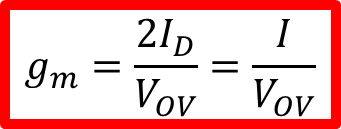 g_m = 2I_D / V_OV = I / V_OV